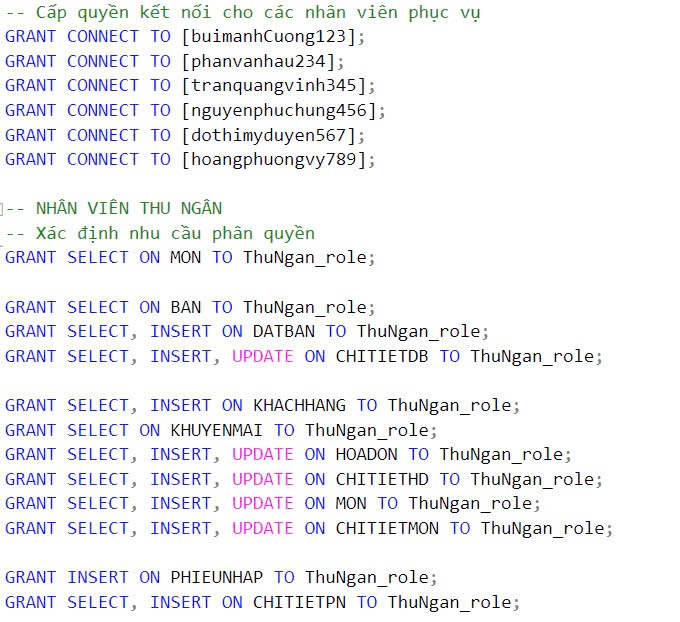 -- Cấp quyền kết nối cho các nhân viên phục vụ
GRANT CONNECT TO [buimanhCuong123];
GRANT CONNECT TO [phanvanhau234];
GRANT CONNECT TO [tranquangvinh345];
GRANT CONNECT TO [nguyenphuchung456];
GRANT CONNECT TO [dothimyduyen567];
GRANT CONNECT TO [hoangphuongvy789];
-- NHÂN VIÊN THU NGÂN
-- Xác định nhu cầu phân quyền
GRANT SELECT ON MON TO ThuNgan_role;
GRANT SELECT ON BAN TO ThuNgan_role;
GRANT SELECT, INSERT ON DATBAN TO ThuNgan_role;
GRANT SELECT, INSERT, UPDATE ON CHITIETDB TO ThuNgan_role;
GRANT SELECT, INSERT ON KHACHHANG TO ThuNgan_role;
GRANT SELECT ON KHUYENMAI TO ThuNgan_role;
GRANT SELECT, INSERT, UPDATE ON HOADON TO ThuNgan_role;
GRANT SELECT, INSERT, UPDATE ON CHITIETHD TO ThuNgan_role;
GRANT SELECT, INSERT, UPDATE ON MON TO ThuNgan_role;
GRANT SELECT, INSERT, UPDATE ON CHITIETMON TO ThuNgan_role;
GRANT INSERT ON PHIEUNHAP TO ThuNgan_role;
GRANT SELECT, INSERT ON CHITIETPN TO ThuNgan_role;